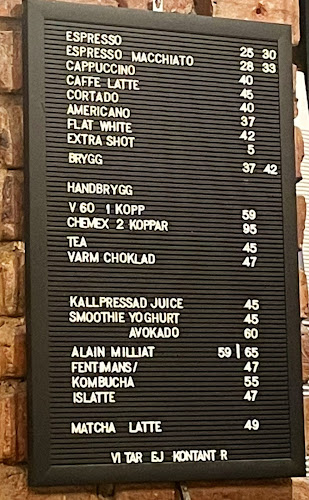 ESPRESSO 25 30
ESPRESSO MACCHIATO 28 33
CAPPUCCINO 40
CAFFE LATTE 45
CORTADO 40
AMERICANO 37
FLAT WHITE 42
EXTRA SHOT 5
BRYGG 37 42
HANDBRYGG
V60 1 KOPP 59
CHEMEX 2 KOPPAR 95
TEA 45
VARM CHOKLAD 47
KALLPRESSAD JUICE 45
SMOOTHIE YOGHURT 45
AVOKADO 60
ALAIN MILLIAT 59 | 65
FENTIMANS/ 47
KOMBUCHA 55
ISLATTE 47
MATCHA LATTE 49
VI TAR EJ KONTANT R